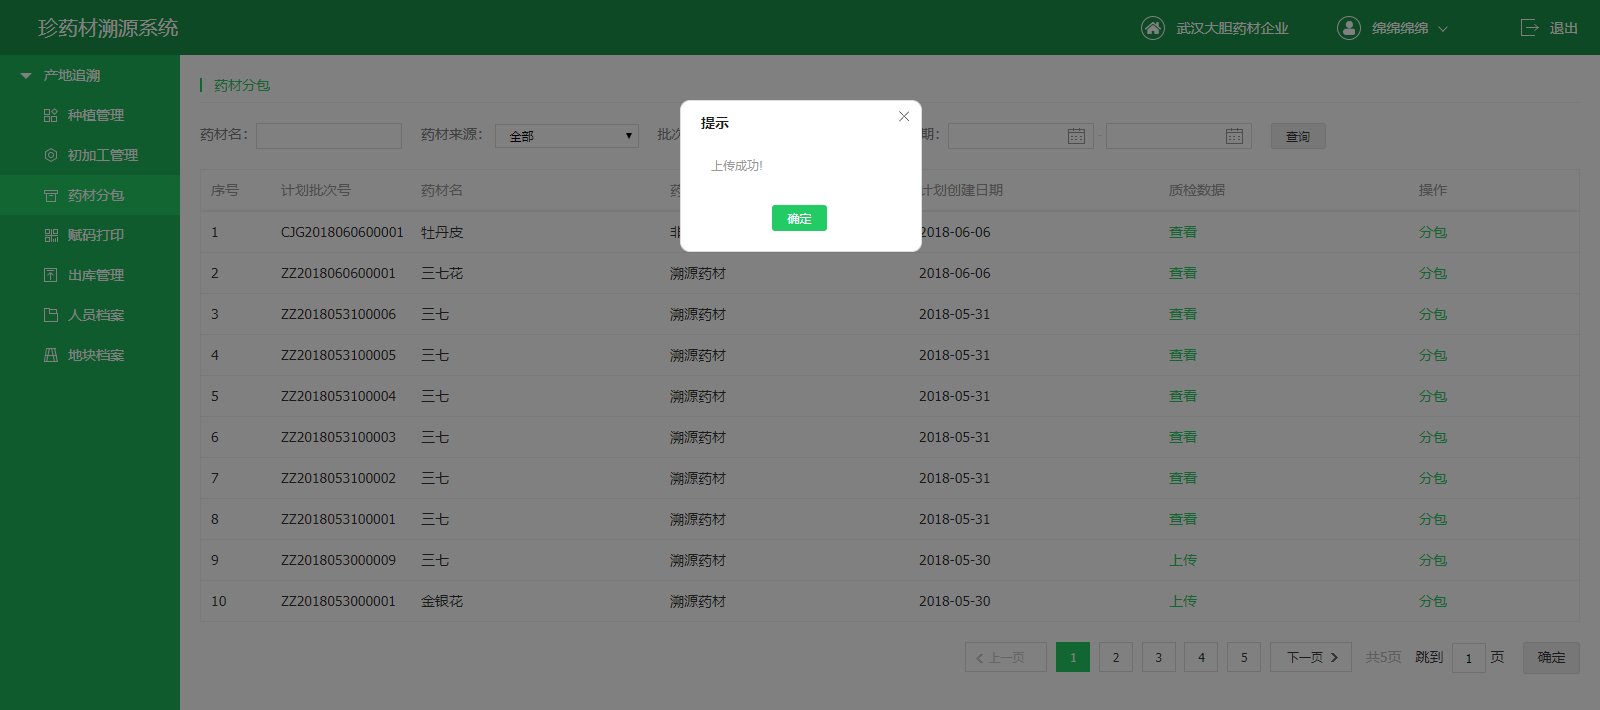 珍药材溯源系统
武汉大胆药材企业 绵绵绵绵 退出
产地追溯
种植管理
初加工管理
药材分包
赋码打印
出库管理
人员档案
地块档案
药材分包
药材名: 药材来源: 全部 批次 期: - 查询
提示
上传成功!
确定
序号 计划批次号 药材名 计划创建日期 质检数据 操作
1 CJG2018060600001 牡丹皮 2018-06-06 查看 分包
2 ZZ2018060600001 三七花 溯源药材 2018-06-06 查看 分包
3 ZZ2018053100006 三七 溯源药材 2018-05-31 查看 分包
4 ZZ2018053100005 三七 溯源药材 2018-05-31 查看 分包
5 ZZ2018053100004 三七 溯源药材 2018-05-31 查看 分包
6 ZZ2018053100003 三七 溯源药材 2018-05-31 查看 分包
7 ZZ2018053100002 三七 溯源药材 2018-05-31 查看 分包
8 ZZ2018053100001 三七 溯源药材 2018-05-31 查看 分包
9 ZZ2018053000009 三七 溯源药材 2018-05-30 上传 分包
10 ZZ2018053000001 金银花 溯源药材 2018-05-30 上传 分包
上一页 1 2 3 4 5 下一页 共5页 跳到 1 页 确定